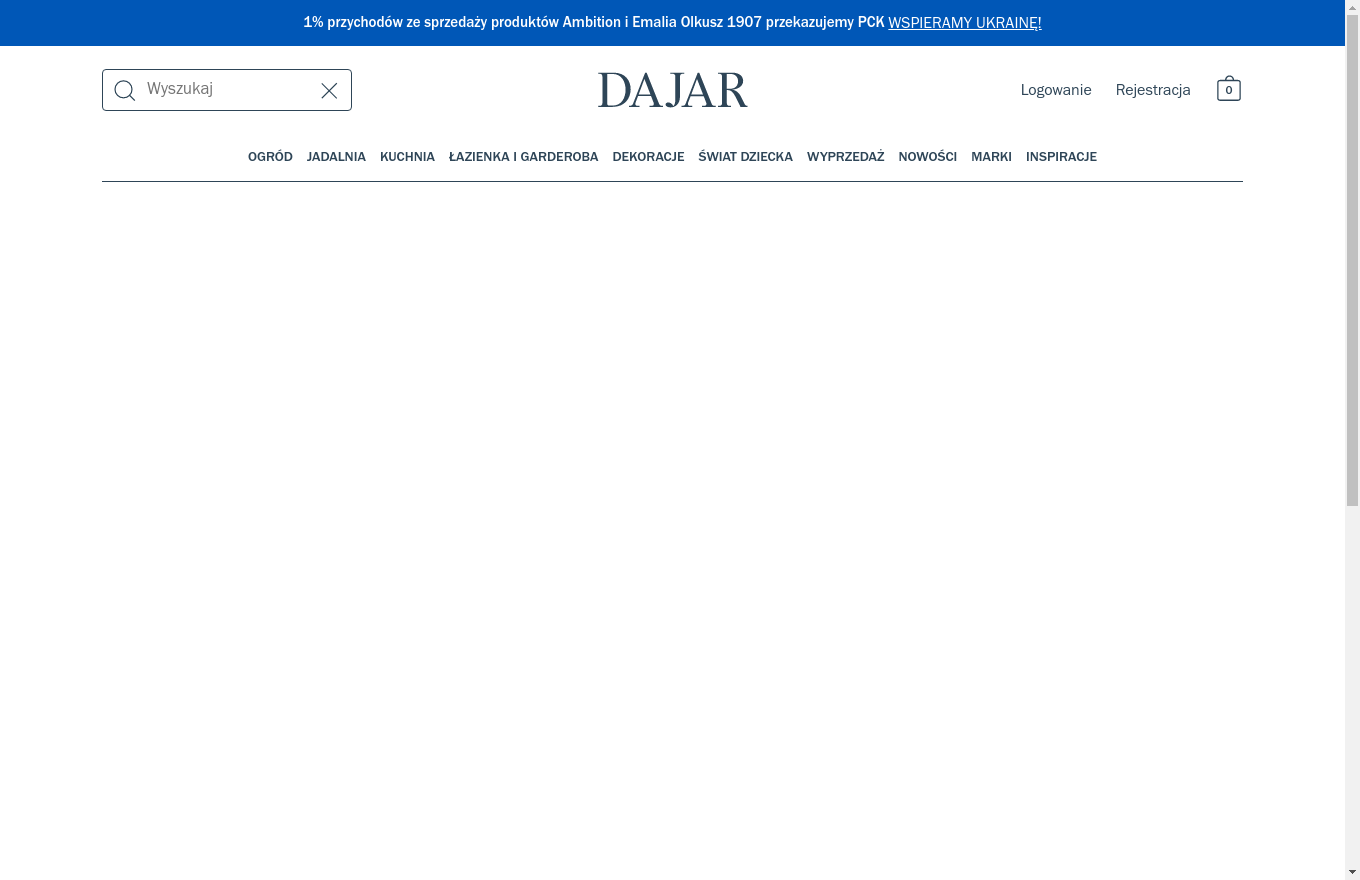 1% przychodów ze sprzedaży produktów Ambition i Emalia Olkusz 1907 przekazujemy PCK WSPIERAMY UKRAINĘ!
Wyszukaj
DAJAR
Logowanie
Rejestracja
0
OGRÓD JADALNIA KUCHNIA ŁAZIENKA I GARDEROBA DEKORACJE ŚWIAT DZIECKA WYPRZEDAŻ NOWOŚCI MARKI INSPIRACJE